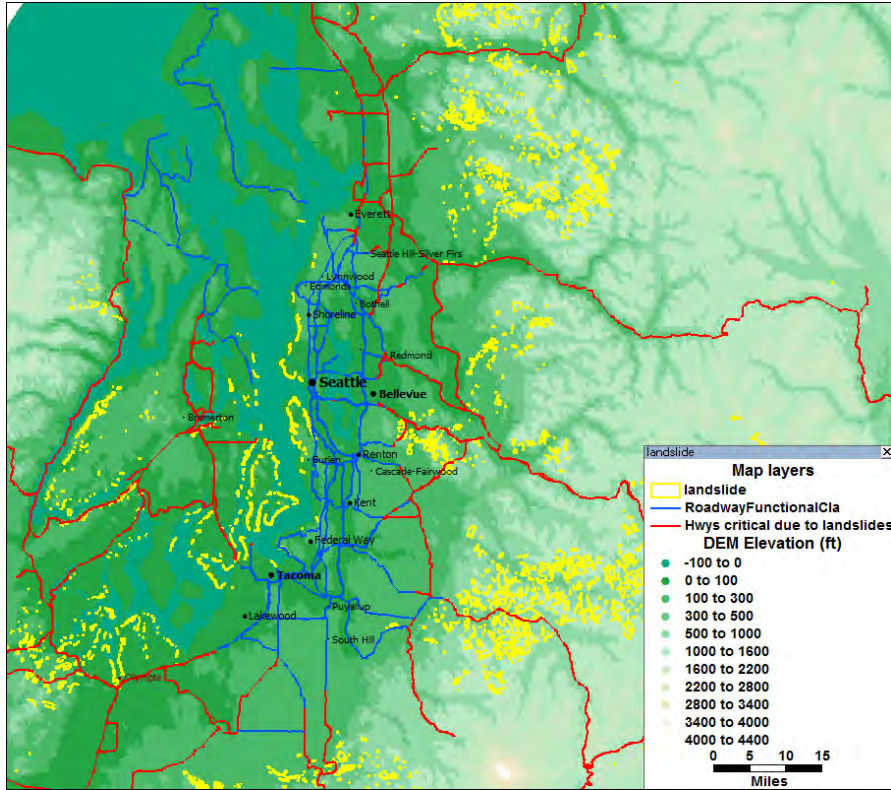 Everett
Seattle Hill-Silver Firs
Lynnwood
Edmonds
Bothell
Shoreline
Redmond
Seattle
Bellevue
Bremerton
Burien
Renton
Cascade-Fairwood
Kent
Federal Way
Tacoma
Puyallup
Lakewood
South Hill
Olympia
landslide
Map layers
landslide
RoadwayFunctionalCla
Hwys critical due to landslides
DEM Elevation (ft)
-100 to 0
0 to 100
100 to 300
300 to 500
500 to 1000
1000 to 1600
1600 to 2200
2200 to 2800
2800 to 3400
3400 to 4000
4000 to 4400
0 5 10 15
Miles